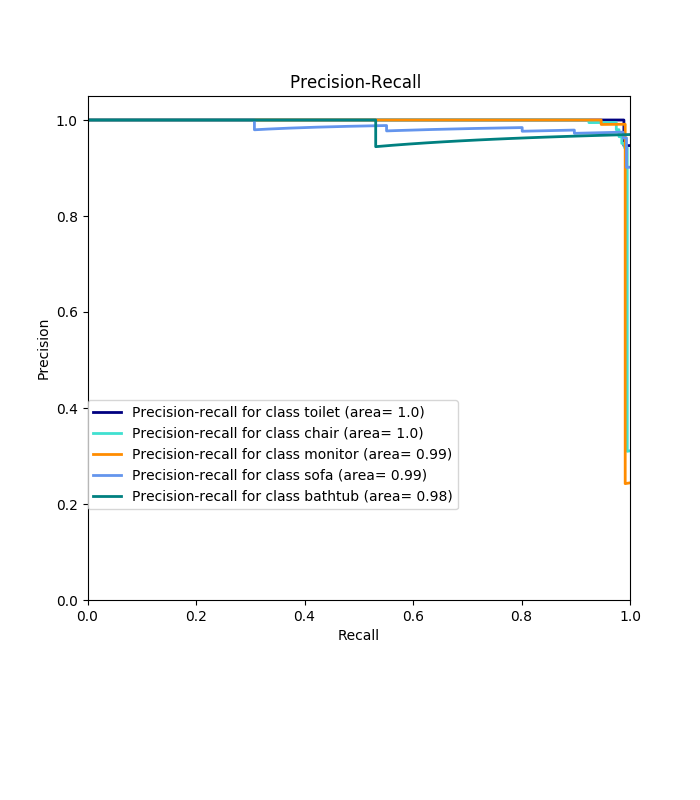 Precision-Recall
1.0
0.8
0.6
0.4
0.2
0.0
Precision
Precision-recall for class toilet (area= 1.0)
Precision-recall for class chair (area= 1.0)
Precision-recall for class monitor (area= 0.99)
Precision-recall for class sofa (area= 0.99)
Precision-recall for class bathtub (area= 0.98)
0.0 0.2 0.4 0.6 0.8 1.0
Recall